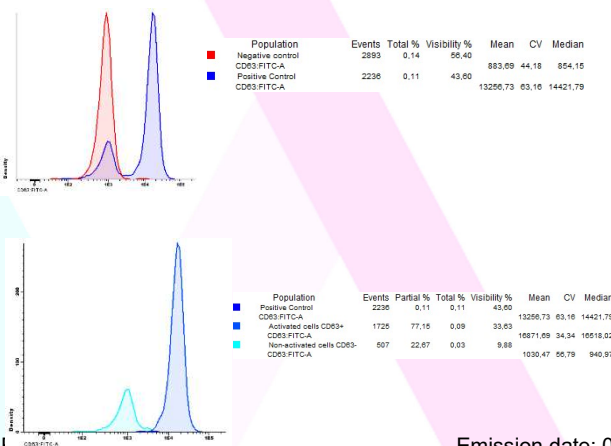 Population Events Total % Visibility % Mean CV Median
Negative control 2893 0,14 56,40
CD63:FITC-A 883,69 44,18 854,15
Positive Control 2236 0,11 43,60
CD63:FITC-A 13256,73 63,16 14421,79
Density
CD63:FITC-A
Population Events Partial % Total % Visibility % Mean CV Median
Positive Control 2236 0,11 0,11 43,60
CD63:FITC-A 13256,73 63,16 14421,79
Activated cells CD63+ 1725 77,15 0,09 33,63
CD63:FITC-A 16871,69 34,34 16518,02
Non-activated cells CD63- 507 22,67 0,03 9,88
CD63:FITC-A 1030,47 56,79 940,97
Density
CD63:FITC-A
Emission date: 0